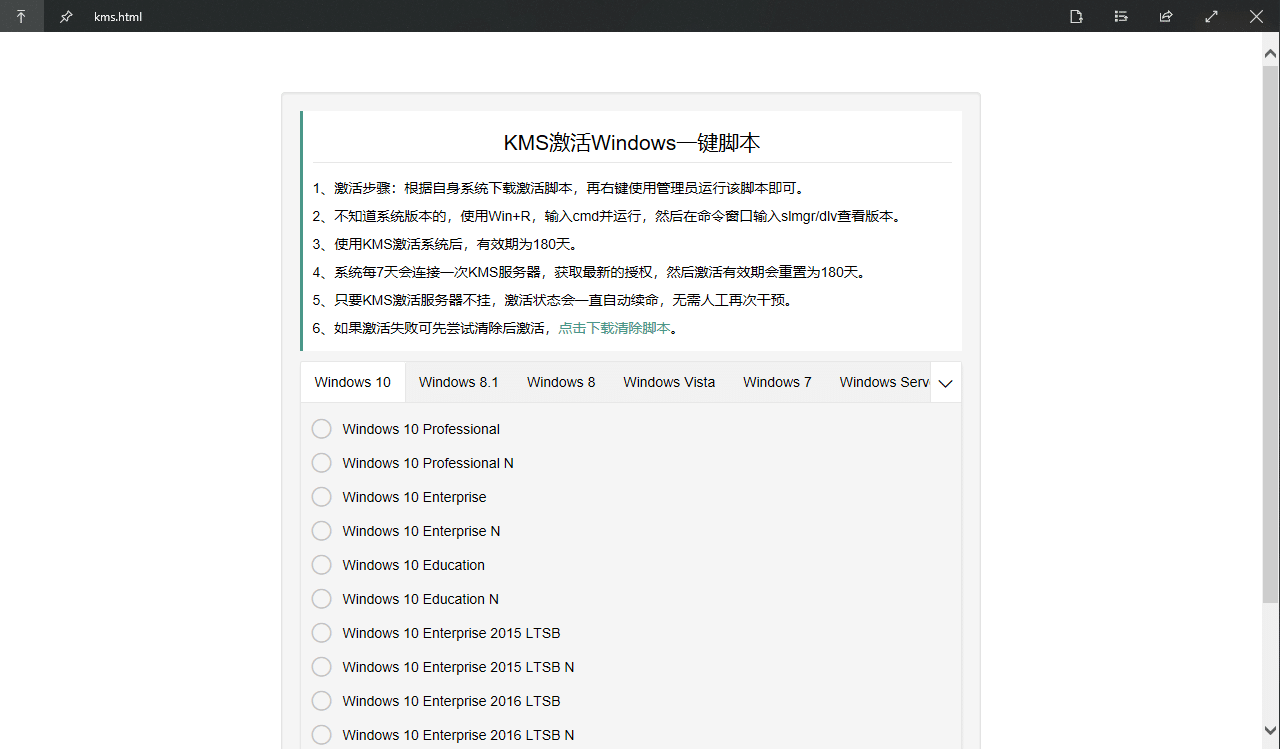 kms.html
KMS激活Windows一键脚本
1、激活步骤：根据自身系统下载激活脚本，再右键使用管理员运行该脚本即可。
2、不知道系统版本的，使用Win+R，输入cmd并运行，然后在命令窗口输入slmgr/dlv查看版本。
3、使用KMS激活系统后，有效期为180天。
4、系统每7天会连接一次KMS服务器，获取最新的授权，然后激活有效期会重置为180天。
5、只要KMS激活服务器不挂，激活状态会一直自动续命，无需人工再次干预。
6、如果激活失败可先尝试清除后激活，点击下载清除脚本。
Windows 10 Windows 8.1 Windows 8 Windows Vista Windows 7 Windows Serv
Windows 10 Professional
Windows 10 Professional N
Windows 10 Enterprise
Windows 10 Enterprise N
Windows 10 Education
Windows 10 Education N
Windows 10 Enterprise 2015 LTSB
Windows 10 Enterprise 2015 LTSB N
Windows 10 Enterprise 2016 LTSB
Windows 10 Enterprise 2016 LTSB N